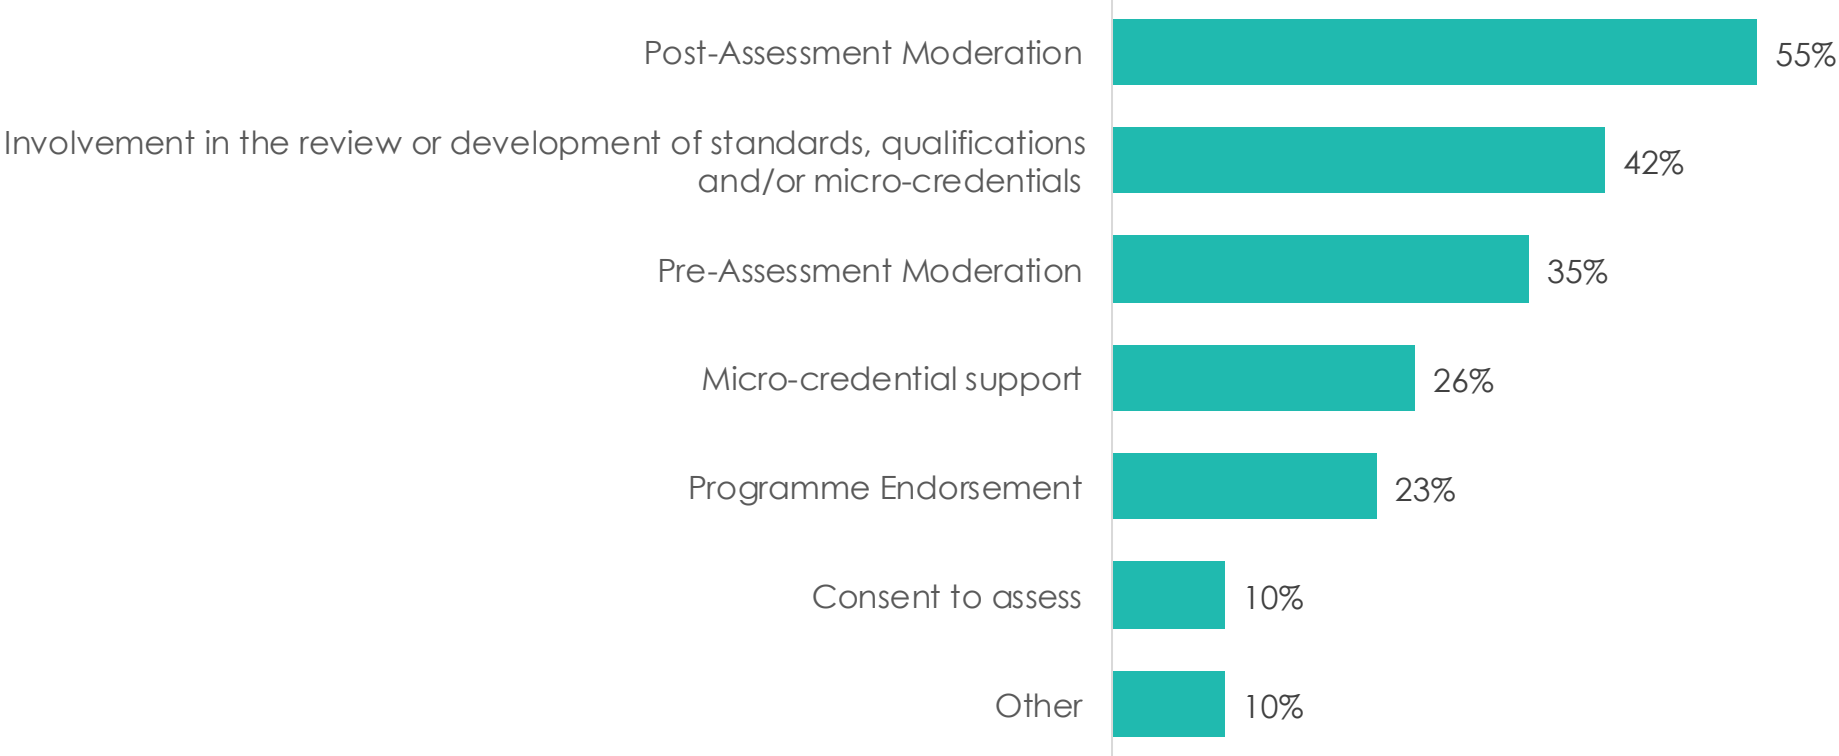 Post-Assessment Moderation 55%
Involvement in the review or development of standards, qualifications
and/or micro-credentials 42%
Pre-Assessment Moderation 35%
Micro-credential support 26%
Programme Endorsement 23%
Consent to assess 10%
Other 10%